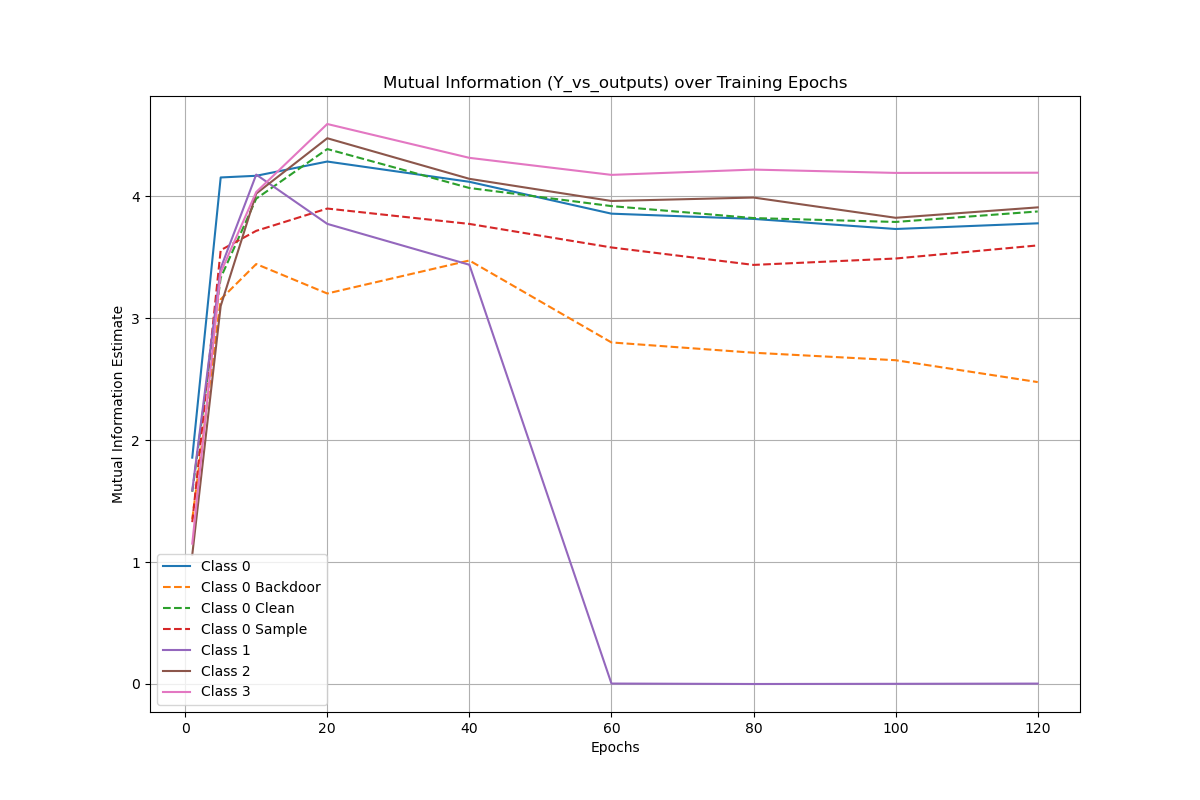 Mutual Information (Y_vs_outputs) over Training Epochs
Mutual Information Estimate
4
3
2
1
0
Class 0
Class 0 Backdoor
Class 0 Clean
Class 0 Sample
Class 1
Class 2
Class 3
0 20 40 60 80 100 120
Epochs